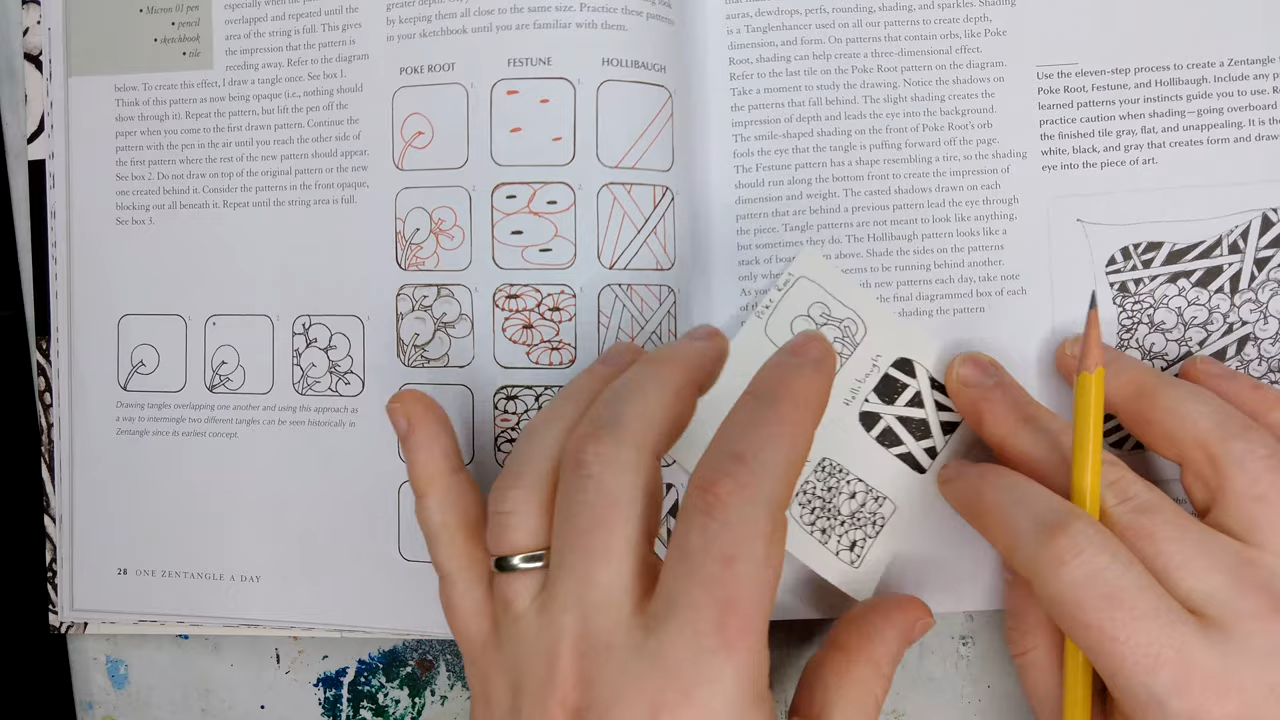 • Micron 01 pen
• pencil
• sketchbook
• tile
especially when the
overlapped and repeated until the
area of the string is full. This gives
the impression that the pattern is
receding away. Refer to the diagram
below. To create this effect, I draw a tangle once. See box 1.
Think of this pattern as now being opaque (i.e., nothing should
show through it). Repeat the pattern, but lift the pen off the
paper when you come to the first drawn pattern. Continue the
pattern with the pen in the air until you reach the other side of
the first pattern where the rest of the new pattern should appear.
See box 2. Do not draw on top of the original pattern or the new
one created behind it. Consider the patterns in the front opaque,
blocking out all beneath it. Repeat until the string area is full.
See box 3.
Drawing tangles overlapping one another and using this approach as
a way to intermingle two different tangles can be seen historically in
Zentangle since its earliest concept.
28 ONE ZENTANGLE A DAY
greater depth.
by keeping them all close to the same size. Practice these patterns
in your sketchbook until you are familiar with them.
POKE ROOT
FESTUNE
HOLLIBAUGH
auras, dewdrops, perfs, rounding, shading, and sparkles. Shading
is a Tanglenhancer used on all our patterns to create depth,
dimension, and form. On patterns that contain orbs, like Poke
Root, shading can help create a three-dimensional effect.
Refer to the last tile on the Poke Root pattern on the diagram.
Take a moment to study the drawing. Notice the shadows on
the patterns that fall behind. The slight shading creates the
impression of depth and leads the eye into the background.
The smile-shaped shading on the front of Poke Root's orb
fools the eye that the tangle is puffing forward off the page.
The Festune pattern has a shape resembling a tire, so the shading
should run along the bottom front to create the impression of
dimension and weight. The casted shadows drawn on each
pattern that are behind a previous pattern lead the eye through
the piece. Tangle patterns are not meant to look like anything,
but sometimes they do. The Hollibaugh pattern looks like a
stack of above. Shade the sides on the patterns
only seems to be running behind another.
As new patterns each day, take note
the final diagrammed box of each
shading the pattern
Poke Root
Hollibaugh
Use the eleven-step process to create a Zentangle
Poke Root, Festune, and Hollibaugh. Include any
learned patterns your instincts guide you to use.
practice caution when shading—going overboard
the finished tile gray, flat, and unappealing. It is the
white, black, and gray that creates form and
eye into the piece of art.